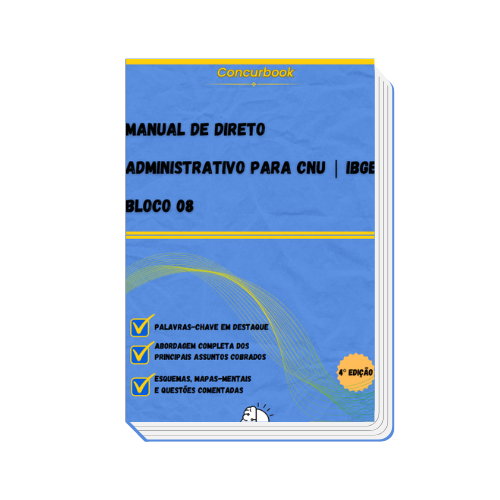 Concurbook
MANUAL DE DIRETO
ADMINISTRATIVO PARA CNU | IBGE
BLOCO 08
PALAVRAS-CHAVE EM DESTAQUE
ABORDAGEM COMPLETA DOS
PRINCIPAIS ASSUNTOS COBRADOS
ESQUEMAS, MAPAS-MENTAIS
E QUESTÕES COMENTADAS
4° EDIÇÃO